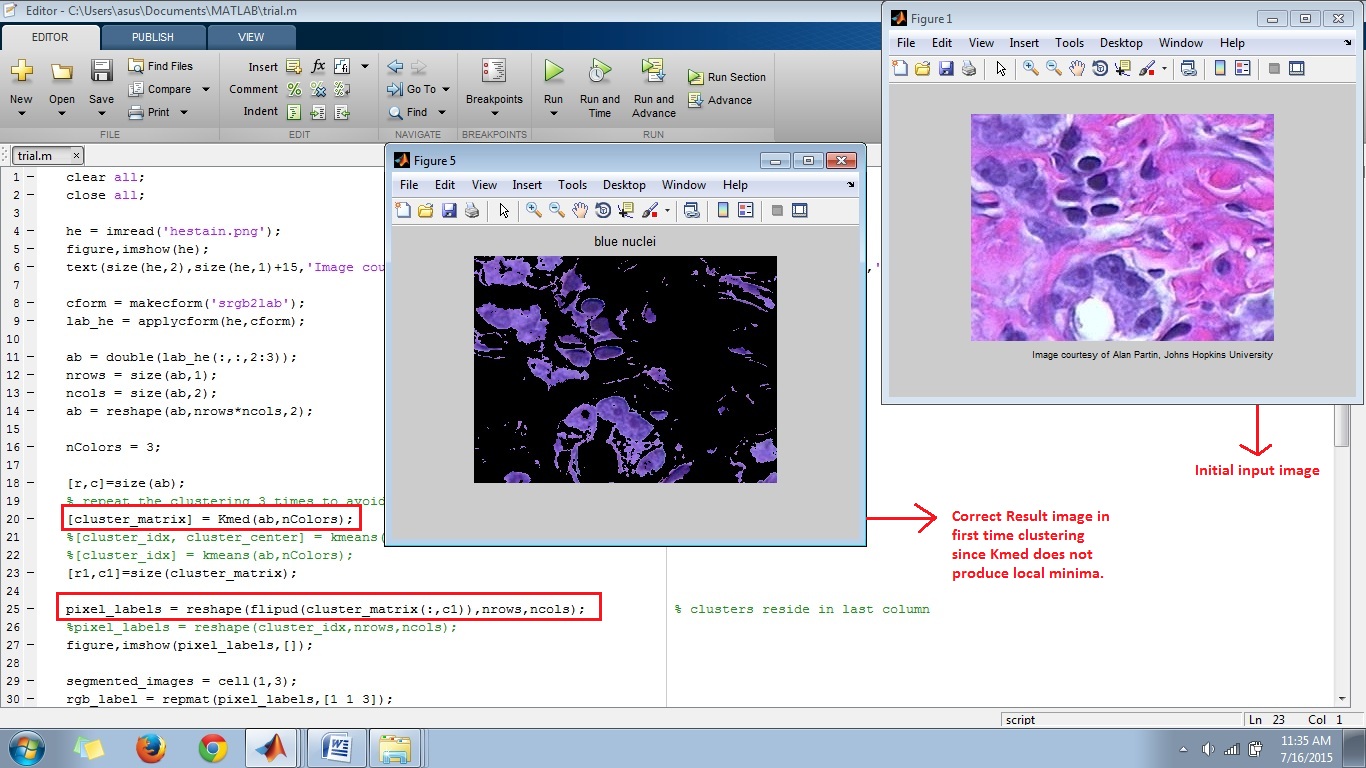 Editor - C:\Users\asus\Documents\MATLAB\trial.m
EDITOR PUBLISH VIEW
New Open Save Find Files Compare Print
FILE
Insert Comment Indent
EDIT
Go To Find
NAVIGATE
Breakpoints
BREAKPOINTS
Run Run and Time Run and Advance Run Section Advance
RUN
trial.m
1 – clear all;
2 – close all;
3
4 – he = imread('hestain.png');
5 – figure,imshow(he);
6 – text(size(he,2),size(he,1)+15,'Image cou
7
8 – cform = makecform('srgb2lab');
9 – lab_he = applycform(he,cform);
10
11 – ab = double(lab_he(:,:,2:3));
12 – nrows = size(ab,1);
13 – ncols = size(ab,2);
14 – ab = reshape(ab,nrows*ncols,2);
15
16 – nColors = 3;
17
18 – [r,c]=size(ab);
19 % repeat the clustering 3 times to avoid
20 – [cluster_matrix] = Kmed(ab,nColors);
21 %[cluster_idx, cluster_center] = kmeans(
22 %[cluster_idx] = kmeans(ab,nColors);
23 – [r1,c1]=size(cluster_matrix);
24
25 – pixel_labels = reshape(flipud(cluster_matrix(:,c1)),nrows,ncols); % clusters reside in last column
26 %pixel_labels = reshape(cluster_idx,nrows,ncols);
27 – figure,imshow(pixel_labels,[]);
28
29 – segmented_images = cell(1,3);
30 – rgb_label = repmat(pixel_labels,[1 1 3]);
Figure 5
File Edit View Insert Tools Desktop Window Help
blue nuclei
Figure 1
File Edit View Insert Tools Desktop Window Help
Image courtesy of Alan Partin, Johns Hopkins University
Initial input image
Correct Result image in
first time clustering
since Kmed does not
produce local minima.
script Ln 23 Col 1
11:35 AM
7/16/2015